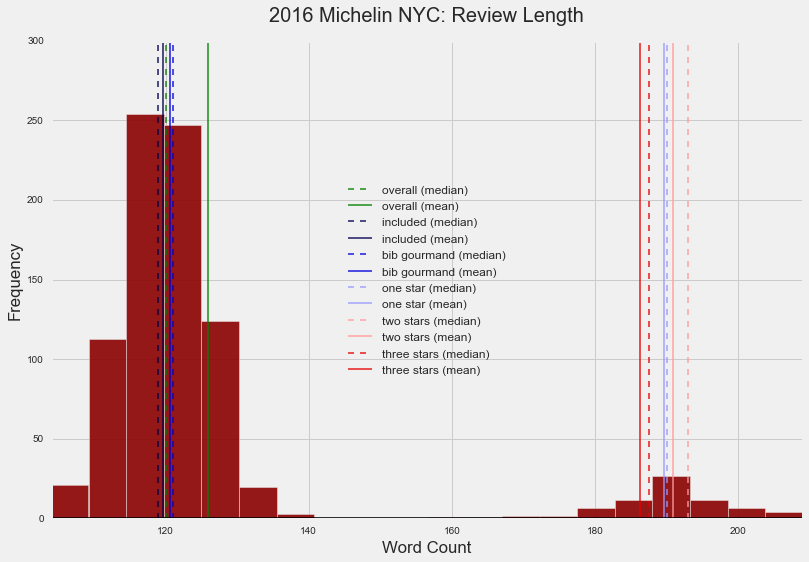 2016 Michelin NYC: Review Length
300
250
200
150
100
50
0
Frequency
overall (median)
overall (mean)
included (median)
included (mean)
bib gourmand (median)
bib gourmand (mean)
one star (median)
one star (mean)
two stars (median)
two stars (mean)
three stars (median)
three stars (mean)
120 140 160 180 200
Word Count